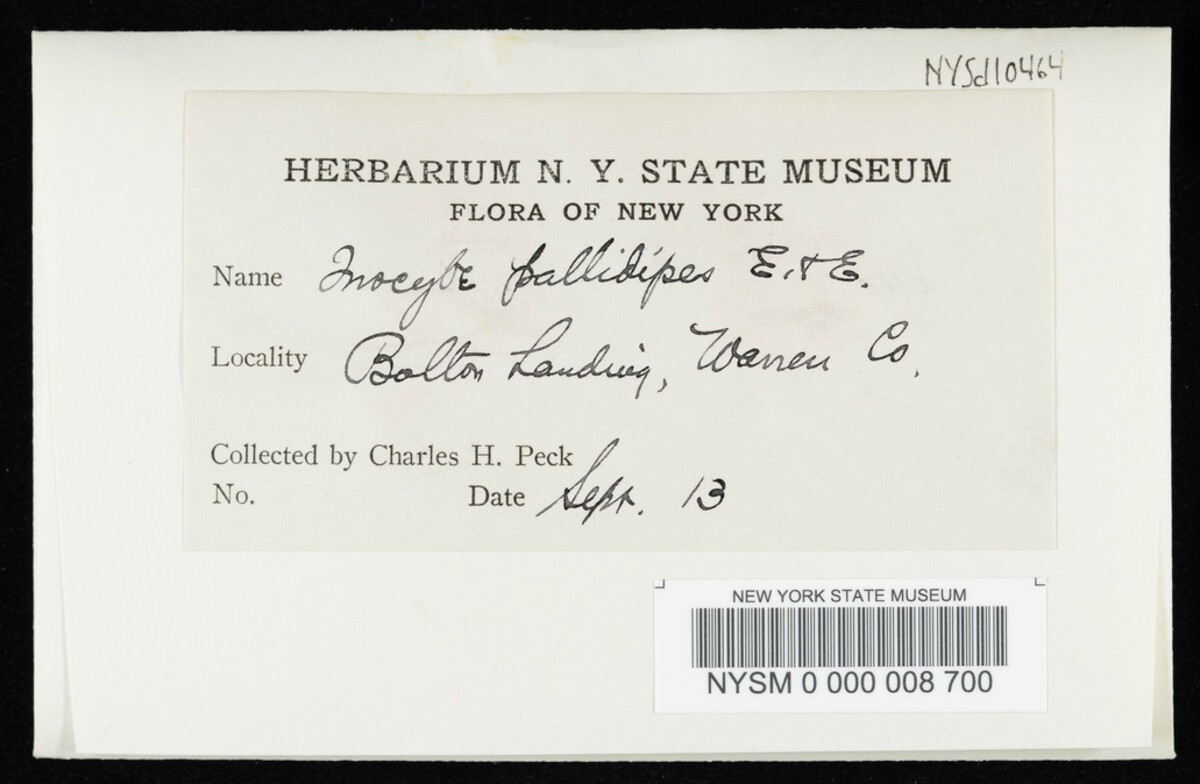 NYSd10464
HERBARIUM N. Y. STATE MUSEUM
FLORA OF NEW YORK
Name Inocybe pallidipes E. & E.
Locality Bolton Landing, Warren Co.
Collected by Charles H. Peck
No. Date Sept. 13
NEW YORK STATE MUSEUM
NYSM 0 000 008 700